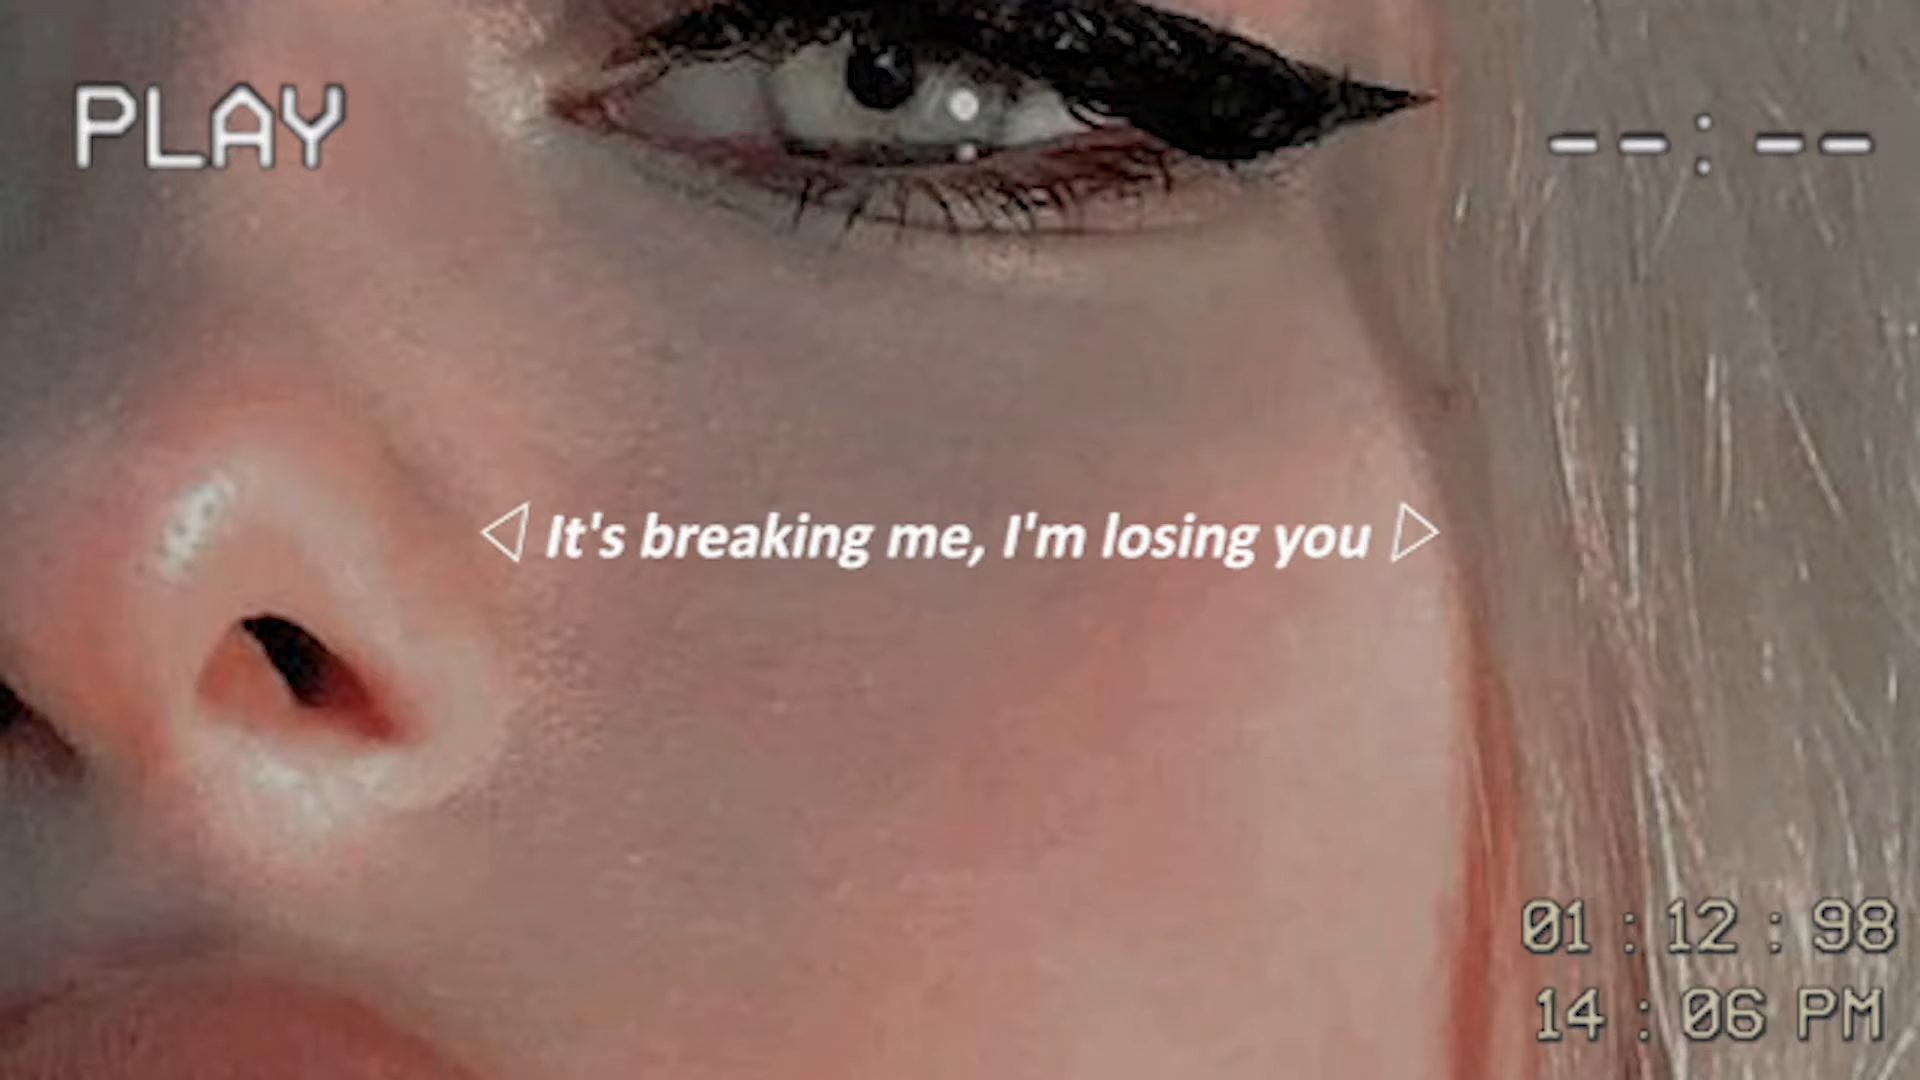 PLAY
--:--
It's breaking me, I'm losing you
01 : 12 : 98
14 : 06 PM